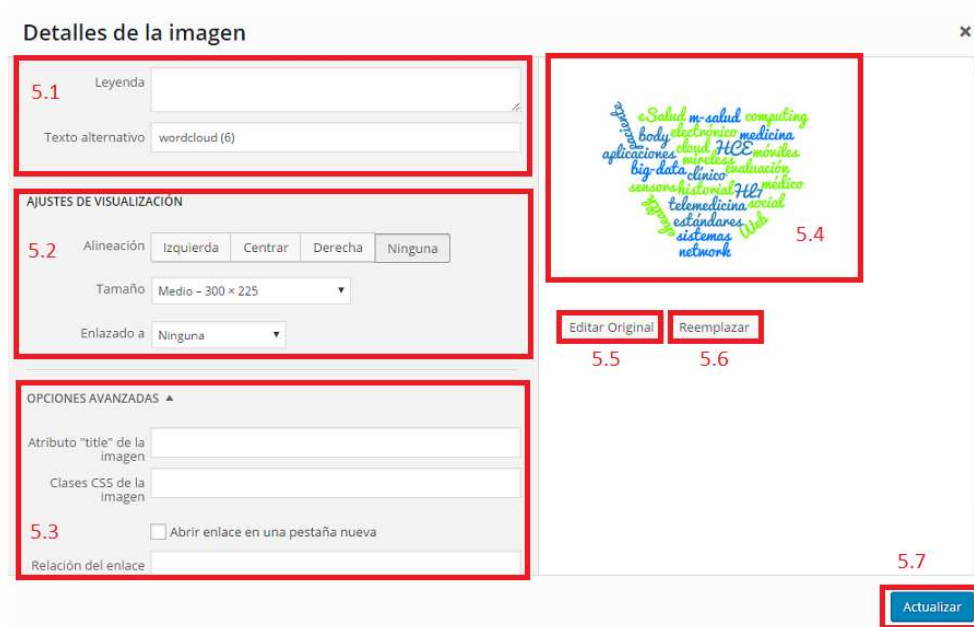 Detalles de la imagen
×
5.1
Leyenda
Texto alternativo wordcloud (6)
AJUSTES DE VISUALIZACIÓN
5.2
Alineación Izquierda Centrar Derecha Ninguna
Tamaño Medio – 300 × 225
Enlazado a Ninguna
OPCIONES AVANZADAS
Atributo "title" de la
imagen
Clases CSS de la
imagen
5.3
Abrir enlace en una pestaña nueva
Relación del enlace
paciente
eSalud m-salud computing
body electrónico medicina
aplicaciones cloud HCE móviles
wireless
big-data clínico evaluación
sensors historial HL7 médico
telemedicina social
ehealth estándares Web
sistemas
network
5.4
Editar Original Reemplazar
5.5 5.6
5.7
Actualizar